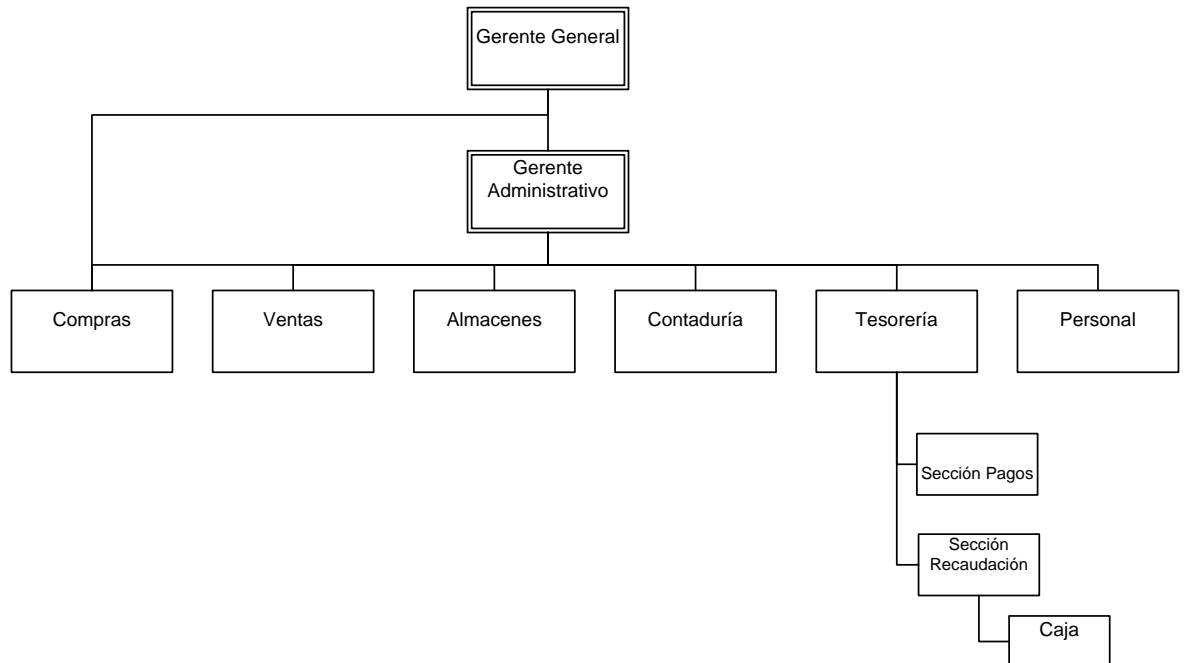 Gerente General
Gerente
Administrativo
Compras
Ventas
Almacenes
Contaduría
Tesorería
Personal
Sección Pagos
Sección
Recaudación
Caja